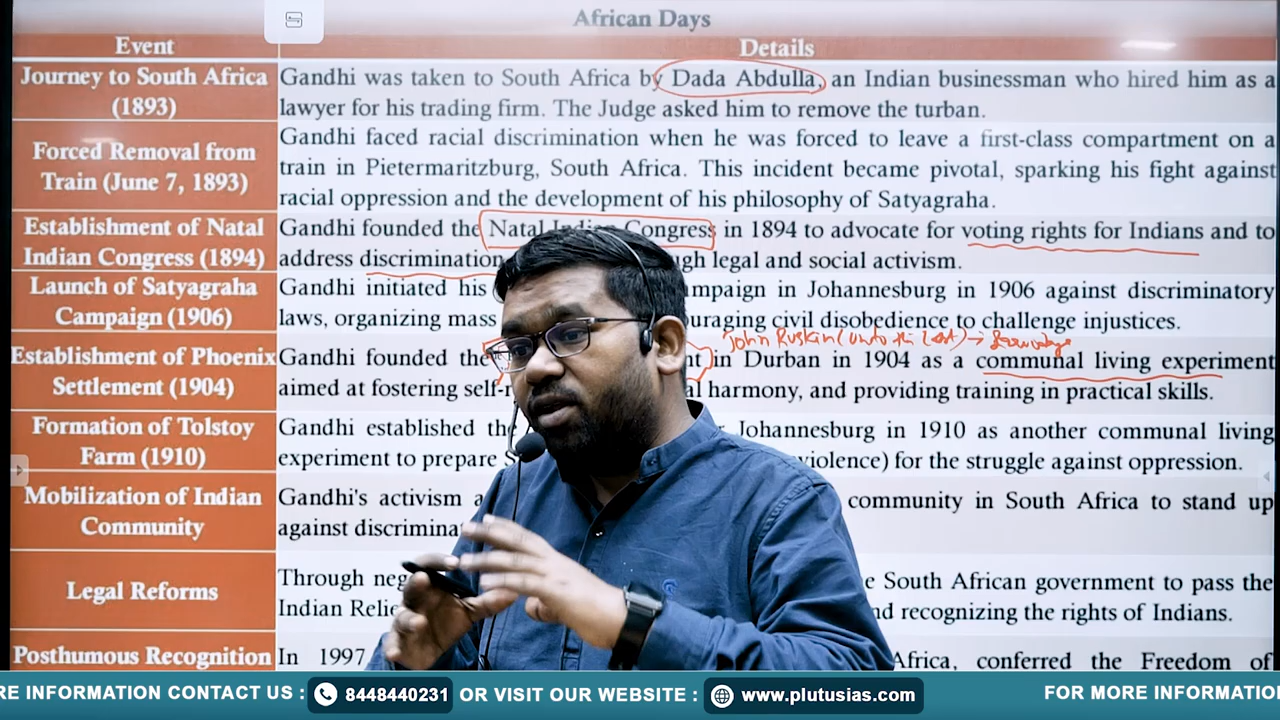 African Days
Event Details
Journey to South Africa (1893)
Gandhi was taken to South Africa by Dada Abdulla, an Indian businessman who hired him as a
lawyer for his trading firm. The Judge asked him to remove the turban.
Forced Removal from Train (June 7, 1893)
Gandhi faced racial discrimination when he was forced to leave a first-class compartment on a
train in Pietermaritzburg, South Africa. This incident became pivotal, sparking his fight against
racial oppression and the development of his philosophy of Satyagraha.
Establishment of Natal Indian Congress (1894)
Gandhi founded the Natal Indian Congress in 1894 to advocate for voting rights for Indians and to
address discrimination legal and social activism.
Launch of Satyagraha Campaign (1906)
Gandhi initiated his in Johannesburg in 1906 against discriminatory
laws, organizing mass civil disobedience to challenge injustices.
John Ruskin (unto this last) →
Establishment of Phoenix Settlement (1904)
Gandhi founded the in Durban in 1904 as a communal living experiment
aimed at fostering harmony, and providing training in practical skills.
Formation of Tolstoy Farm (1910)
Gandhi established the Johannesburg in 1910 as another communal living
experiment to prepare for the struggle against oppression.
Mobilization of Indian Community
Gandhi's activism community in South Africa to stand up
against
Legal Reforms
Through South African government to pass the
Indian recognizing the rights of Indians.
Posthumous Recognition
In 1997 Africa, conferred the Freedom of
RE INFORMATION CONTACT US : 8448440231 OR VISIT OUR WEBSITE : www.plutusias.com FOR MORE INFORMATIO